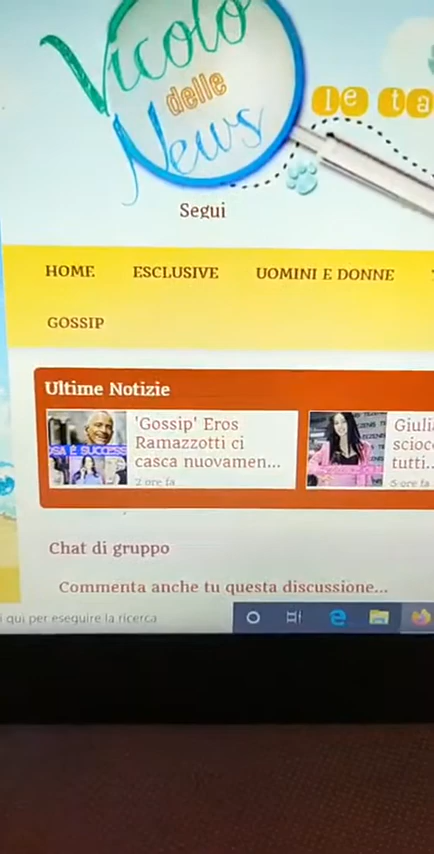 Vicolo
delle
News
le ta
Segui
HOME ESCLUSIVE UOMINI E DONNE
GOSSIP
Ultime Notizie
'Gossip' Eros
Ramazzotti ci
casca nuovamen...
2 ore fa
OSA È SUCCESS
Giuli
scioc
tutti..
5 ore fa
Chat di gruppo
Commenta anche tu questa discussione...
i qui per eseguire la ricerca